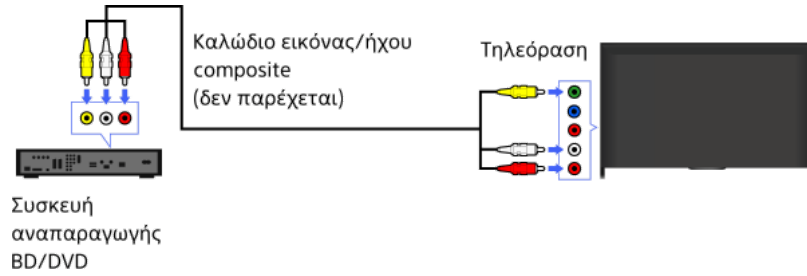 Καλώδιο εικόνας/ήχου
composite
(δεν παρέχεται)
Τηλεόραση
Συσκευή
αναπαραγωγής
BD/DVD